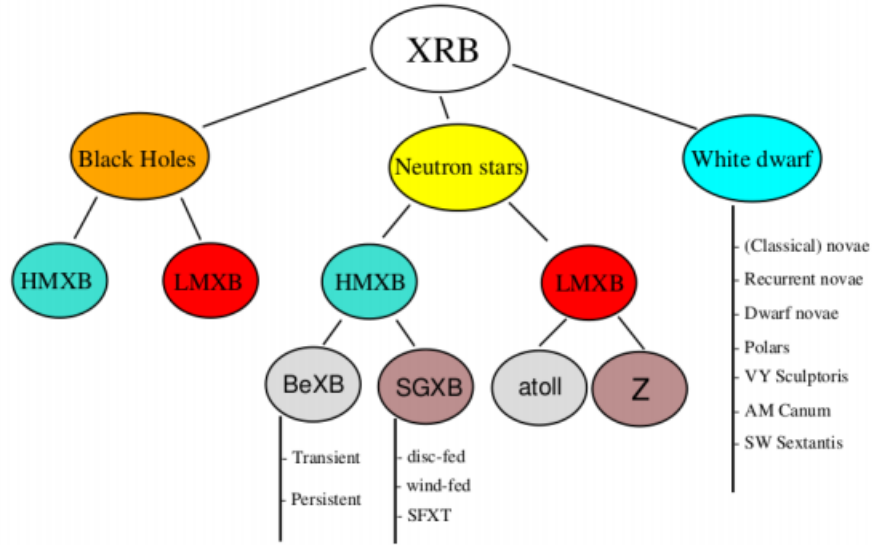 XRB
Black Holes
Neutron stars
White dwarf
HMXB
LMXB
HMXB
LMXB
BeXB
SGXB
atoll
Z
Transient
Persistent
disc-fed
wind-fed
SFXT
(Classical) novae
Recurrent novae
Dwarf novae
Polars
VY Sculptoris
AM Canum
SW Sextantis